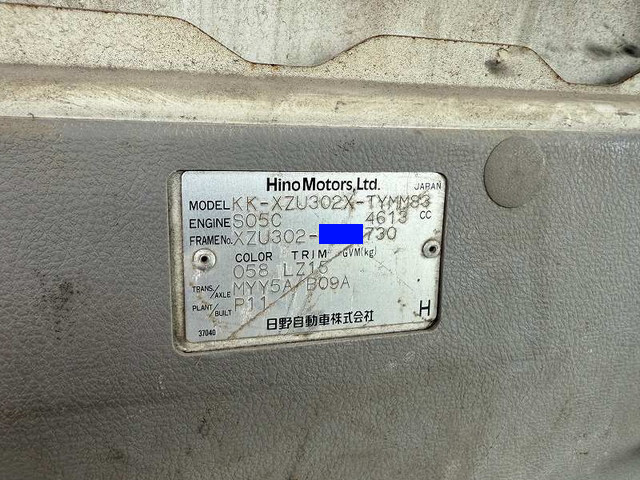 Hino Motors, Ltd. JAPAN
MODEL KK-XZU302X-TYMM83
ENGINE S05C 4613 CC
FRAME No. XZU302- 730
COLOR TRIM GVM(kg)
058 LZ15
TRANS./AXLE MYY5A/B09A
PLANT/BUILT P11
37040 日野自動車株式会社 H